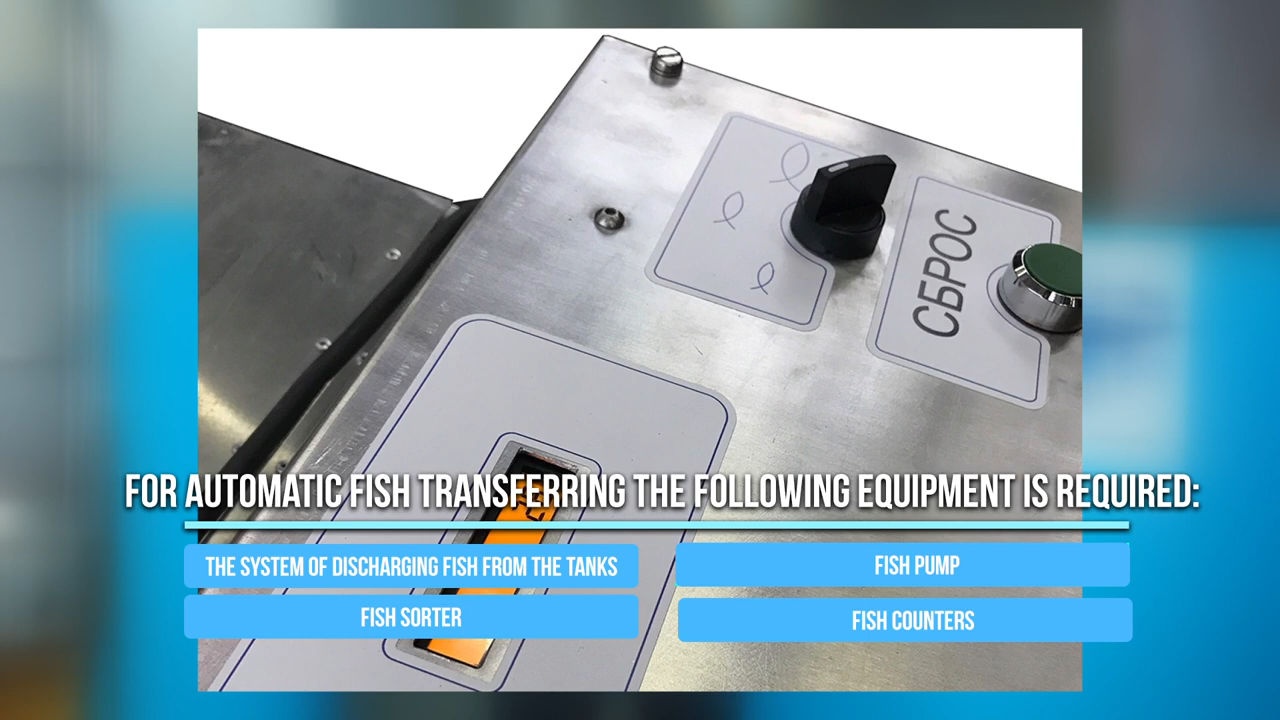 СБРОС
FOR AUTOMATIC FISH TRANSFERRING THE FOLLOWING EQUIPMENT IS REQUIRED:
THE SYSTEM OF DISCHARGING FISH FROM THE TANKS
FISH PUMP
FISH SORTER
FISH COUNTERS